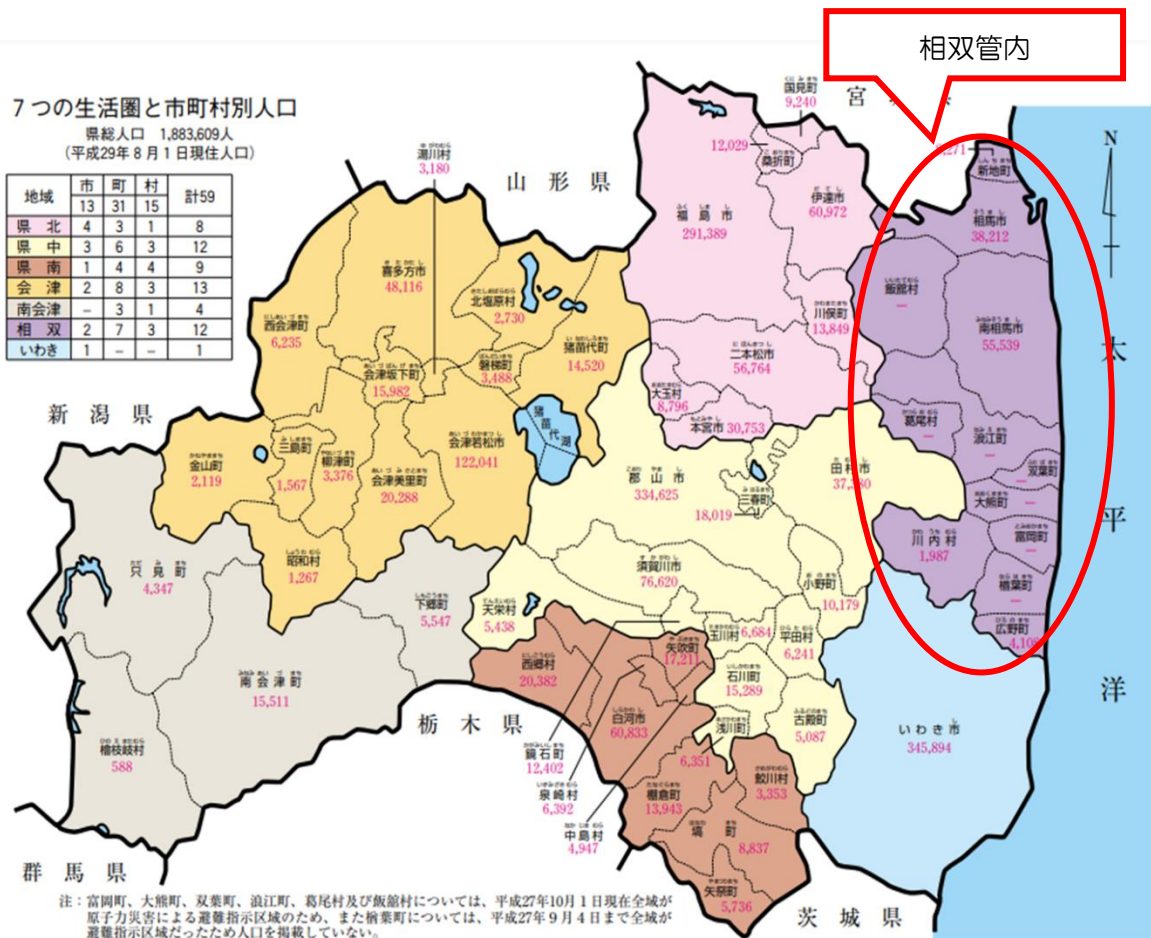 相双管内
7つの生活圏と市町村別人口
県総人口 1,883,609人
(平成29年8月1日現住人口)
地域 市 町 村 計59
13 31 15
県北 4 3 1 8
県中 3 6 3 12
県南 1 4 4 9
会津 2 8 3 13
南会津 − 3 1 4
相双 2 7 3 12
いわき 1 − − 1
山形県
新潟県
群馬県
栃木県
茨城県
宮
太平洋
N
国見町
9,240
桑折町
12,029
伊達市
60,972
福島市
291,389
川俣町
13,849
二本松市
56,764
大玉村
8,796
本宮市 30,753
湯川村
3,180
喜多方市
48,116
北塩原村
2,730
西会津町
6,235
猪苗代町
14,520
磐梯町
3,488
会津坂下町
15,982
猪苗代湖
会津若松市
122,041
三島町
1,567
柳津町
3,376
会津美里町
20,288
金山町
2,119
昭和村
1,267
只見町
4,347
下郷町
5,547
南会津町
15,511
檜枝岐村
588
郡山市
334,625
三春町
18,019
田村市
37,380
須賀川市
76,620
小野町
10,179
天栄村
5,438
玉川村 6,684
平田村
6,241
石川町
15,289
浅川町
6,351
古殿町
5,087
鏡石町
12,402
西郷村
20,382
矢吹町
17,211
白河市
60,833
泉崎村
6,392
中島村
4,947
棚倉町
13,943
鮫川村
3,353
塙町
8,837
矢祭町
5,736
新地町
相馬市
38,212
飯舘村
−
南相馬市
55,539
葛尾村
−
浪江町
−
双葉町
−
大熊町
−
富岡町
−
川内村
1,987
楢葉町
−
広野町
いわき市
345,894
注:富岡町、大熊町、双葉町、浪江町、葛尾村及び飯舘村については、平成27年10月1日現在全域が
原子力災害による避難指示区域のため、また楢葉町については、平成27年9月4日まで全域が
避難指示区域だったため人口を掲載していない。